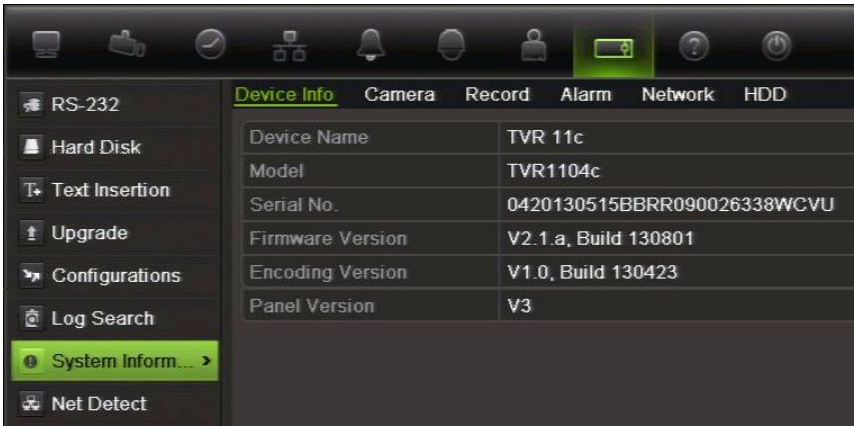 Device Info Camera Record Alarm Network HDD
RS-232
Hard Disk
Text Insertion
Upgrade
Configurations
Log Search
System Inform... >
Net Detect
Device Name TVR 11c
Model TVR1104c
Serial No. 0420130515BBRR090026338WCVU
Firmware Version V2.1.a, Build 130801
Encoding Version V1.0, Build 130423
Panel Version V3